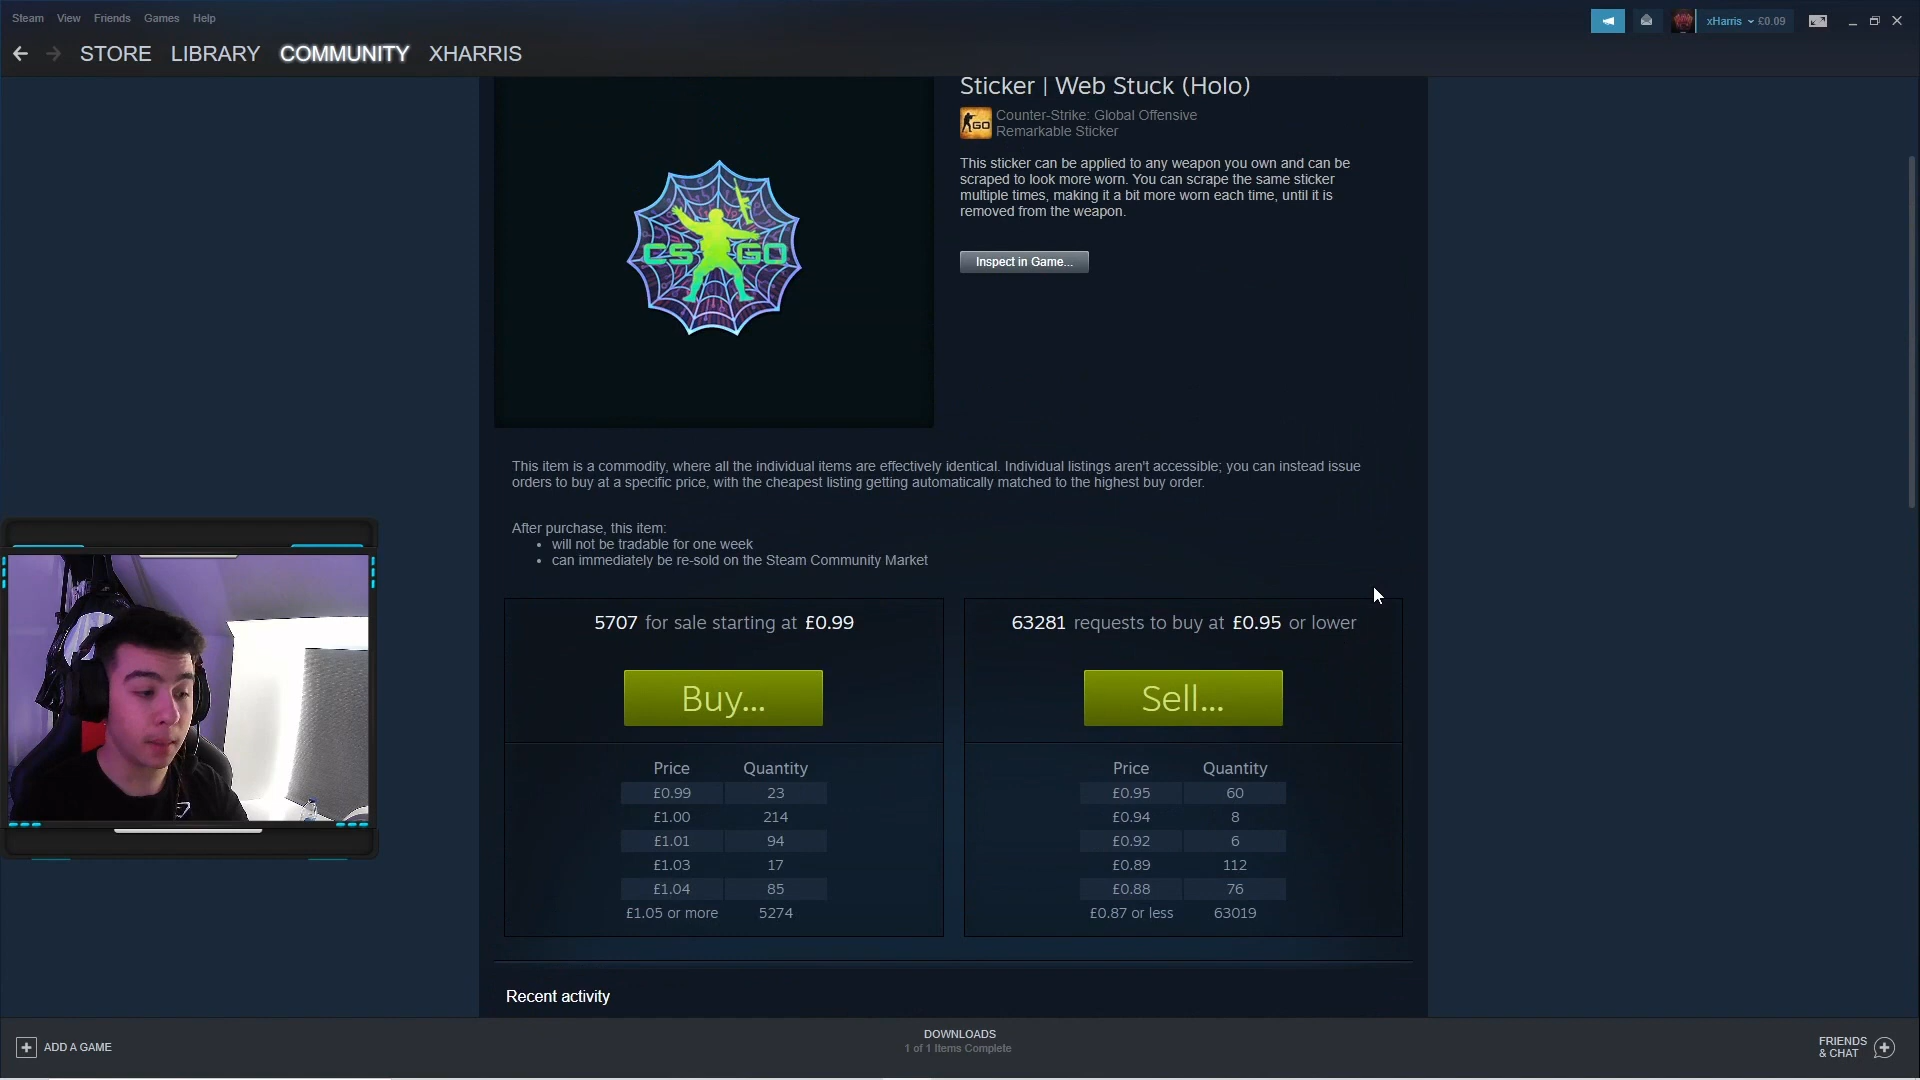 Steam View Friends Games Help
xHarris £0.09
STORE LIBRARY COMMUNITY XHARRIS
Sticker | Web Stuck (Holo)
GO
Counter-Strike: Global Offensive
Remarkable Sticker
This sticker can be applied to any weapon you own and can be
scraped to look more worn. You can scrape the same sticker
multiple times, making it a bit more worn each time, until it is
removed from the weapon.
CS GO
Inspect in Game...
This item is a commodity, where all the individual items are effectively identical. Individual listings aren't accessible; you can instead issue
orders to buy at a specific price, with the cheapest listing getting automatically matched to the highest buy order.
After purchase, this item:
• will not be tradable for one week
• can immediately be re-sold on the Steam Community Market
5707 for sale starting at £0.99
Buy...
Price Quantity
£0.99 23
£1.00 214
£1.01 94
£1.03 17
£1.04 85
£1.05 or more 5274
63281 requests to buy at £0.95 or lower
Sell...
Price Quantity
£0.95 60
£0.94 8
£0.92 6
£0.89 112
£0.88 76
£0.87 or less 63019
Recent activity
ADD A GAME
DOWNLOADS
1 of 1 Items Complete
FRIENDS
& CHAT